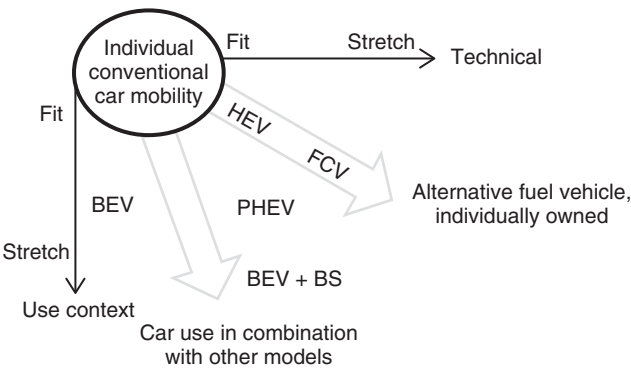 Individual
conventional
car mobility
Fit
Stretch
Technical
Fit
HEV
FCV
BEV
PHEV
Alternative fuel vehicle,
individually owned
Stretch
BEV + BS
Use context
Car use in combination
with other models